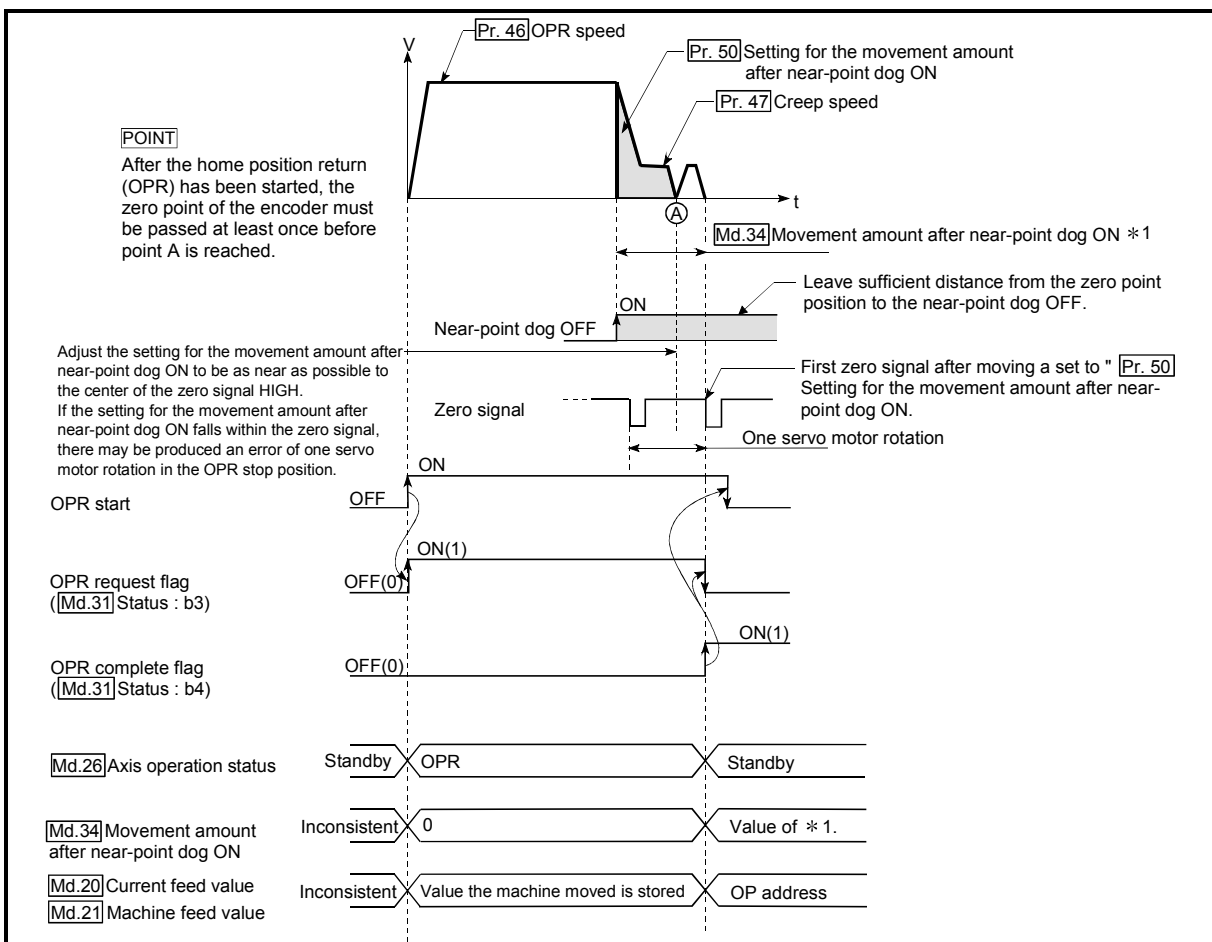 Pr. 46 OPR speed
V
Pr. 50 Setting for the movement amount
after near-point dog ON
Pr. 47 Creep speed
POINT
After the home position return
(OPR) has been started, the
zero point of the encoder must
be passed at least once before
point A is reached.
t
A
Md.34 Movement amount after near-point dog ON *1
Leave sufficient distance from the zero point
position to the near-point dog OFF.
ON
Near-point dog OFF
Adjust the setting for the movement amount after
near-point dog ON to be as near as possible to
the center of the zero signal HIGH.
If the setting for the movement amount after
near-point dog ON falls within the zero signal,
there may be produced an error of one servo
motor rotation in the OPR stop position.
First zero signal after moving a set to " Pr. 50
Setting for the movement amount after near-
point dog ON.
Zero signal
One servo motor rotation
ON
OPR start
OFF
ON(1)
OPR request flag
OFF(0)
(Md.31 Status : b3)
ON(1)
OPR complete flag
OFF(0)
(Md.31 Status : b4)
Md.26 Axis operation status
Standby
OPR
Standby
Md.34 Movement amount
after near-point dog ON
Inconsistent
0
Value of *1.
Md.20 Current feed value
Md.21 Machine feed value
Inconsistent
Value the machine moved is stored
OP address